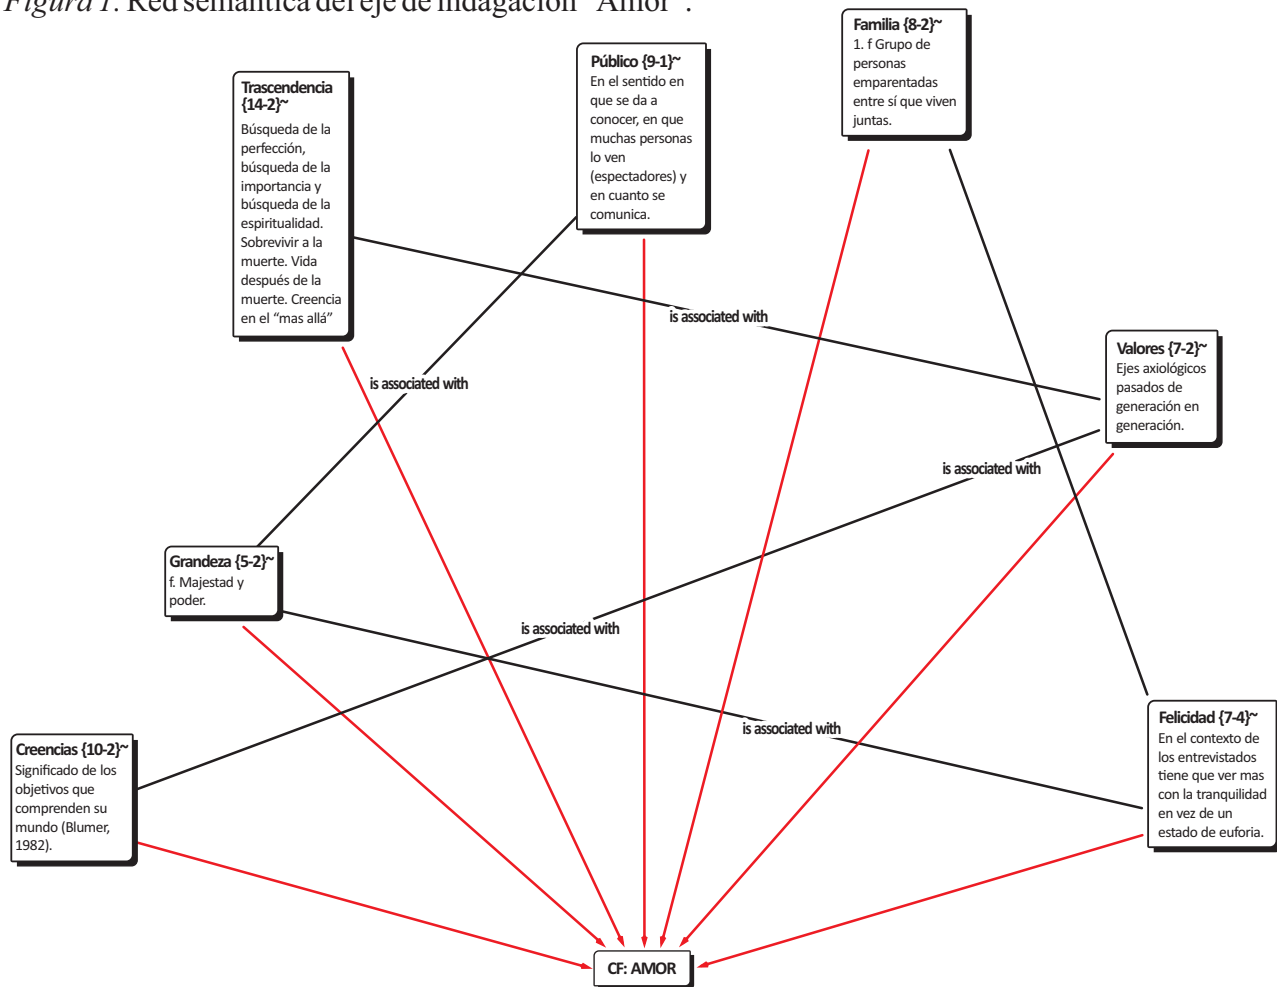 Figura 1. Red semántica del eje de indagación "Amor".
Familia {8-2}~
1. f Grupo de
personas
emparentadas
entre sí que viven
juntas.
Público {9-1}~
En el sentido en
que se da a
conocer, en que
muchas personas
lo ven
(espectadores) y
en cuanto se
comunica.
Trascendencia
{14-2}~
Búsqueda de la
perfección,
búsqueda de la
importancia y
búsqueda de la
espiritualidad.
Sobrevivir a la
muerte. Vida
después de la
muerte. Creencia
en el “mas allá”
is associated with
Valores {7-2}~
Ejes axiológicos
pasados de
generación en
generación.
is associated with
is associated with
Grandeza {5-2}~
f. Majestad y
poder.
is associated with
is associated with
Creencias {10-2}~
Significado de los
objetivos que
comprenden su
mundo (Blumer,
1982).
Felicidad {7-4}~
En el contexto de
los entrevistados
tiene que ver mas
con la tranquilidad
en vez de un
estado de euforia.
CF: AMOR